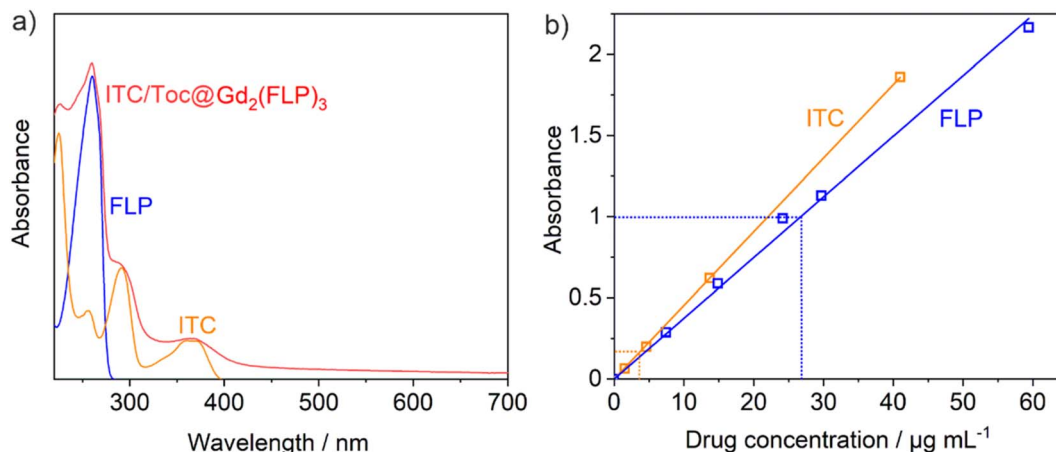 a)
Absorbance
ITC/Toc@Gd₂(FLP)₃
FLP
ITC
300
400
500
600
700
Wavelength / nm
b)
Absorbance
2
1.5
1
0.5
0
ITC
FLP
0
10
20
30
40
50
60
Drug concentration / µg mL⁻¹